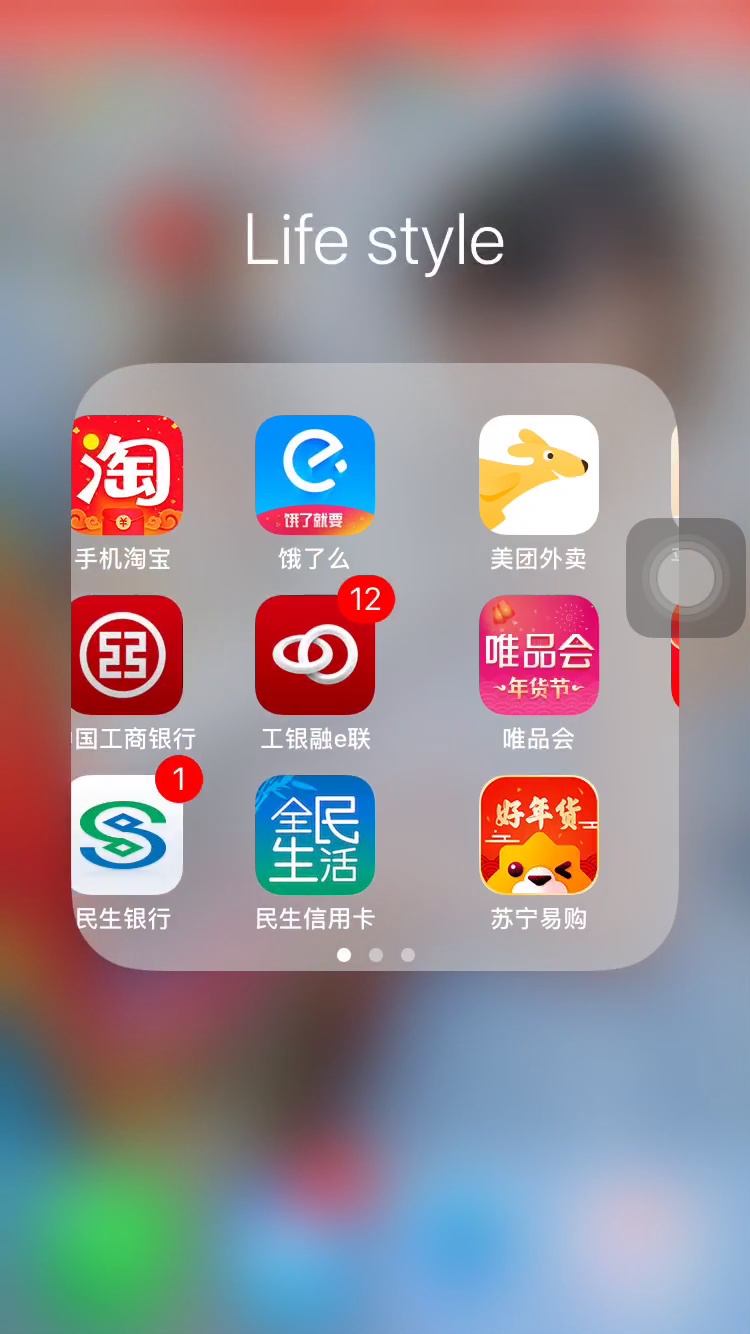 Life style
淘
饿了就要
手机淘宝
饿了么
美团外卖
12
唯品会
年货节
国工商银行
工银融e联
唯品会
1
全民生活
好年货
民生银行
民生信用卡
苏宁易购